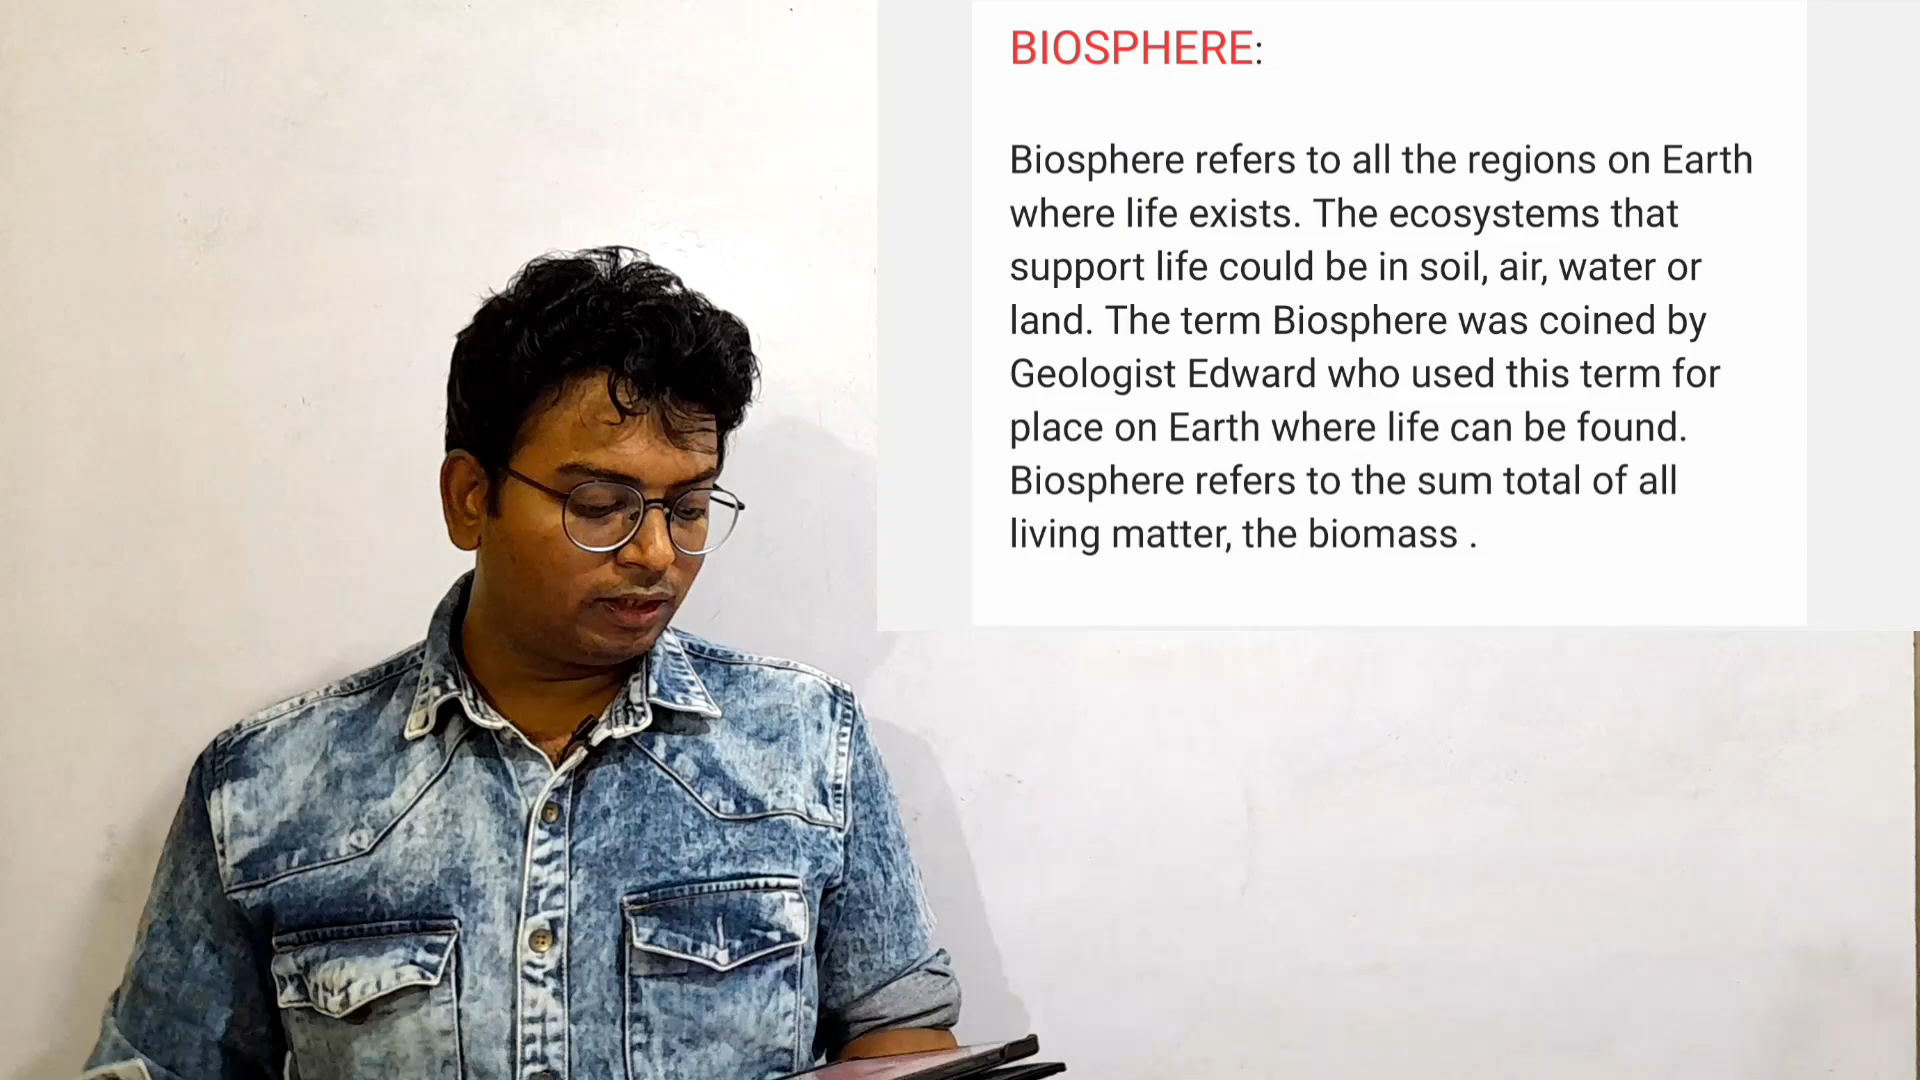 BIOSPHERE:
Biosphere refers to all the regions on Earth
where life exists. The ecosystems that
support life could be in soil, air, water or
land. The term Biosphere was coined by
Geologist Edward who used this term for
place on Earth where life can be found.
Biosphere refers to the sum total of all
living matter, the biomass .